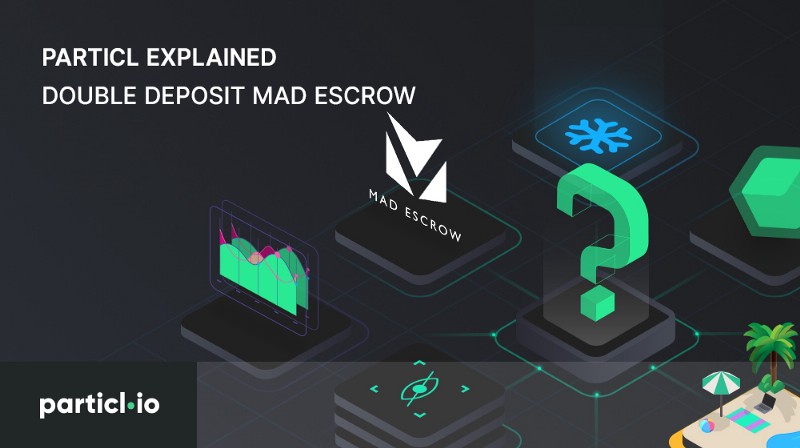 PARTICL EXPLAINED
DOUBLE DEPOSIT MAD ESCROW
MAD ESCROW
particl.io